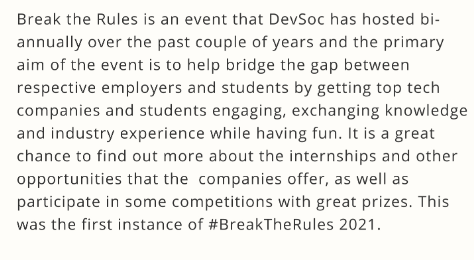 Break the Rules is an event that DevSoc has hosted bi-
annually over the past couple of years and the primary
aim of the event is to help bridge the gap between
respective employers and students by getting top tech
companies and students engaging, exchanging knowledge
and industry experience while having fun. It is a great
chance to find out more about the internships and other
opportunities that the  companies offer, as well as
participate in some competitions with great prizes. This
was the first instance of #BreakTheRules 2021.